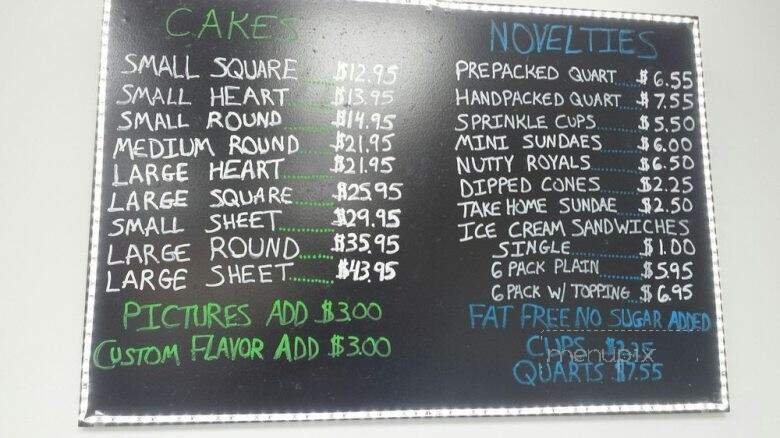 CAKES
SMALL SQUARE ..... $12.95
SMALL HEART ..... $13.95
SMALL ROUND ..... $14.95
MEDIUM ROUND ..... $21.95
LARGE HEART ..... $21.95
LARGE SQUARE ..... $25.95
SMALL SHEET ..... $29.95
LARGE ROUND ..... $35.95
LARGE SHEET ..... $43.95
PICTURES ADD $3.00
CUSTOM FLAVOR ADD $3.00
NOVELTIES
PREPACKED QUART ... $6.55
HANDPACKED QUART ... $7.55
SPRINKLE CUPS ..... $5.50
MINI SUNDAES ..... $6.00
NUTTY ROYALS ..... $6.50
DIPPED CONES ..... $2.25
TAKE HOME SUNDAE ... $2.50
ICE CREAM SANDWICHES
SINGLE ..... $1.00
6 PACK PLAIN ..... $5.95
6 PACK W/ TOPPING . $6.95
FAT FREE NO SUGAR ADDED
CUPS
QUARTS $7.55
menupix